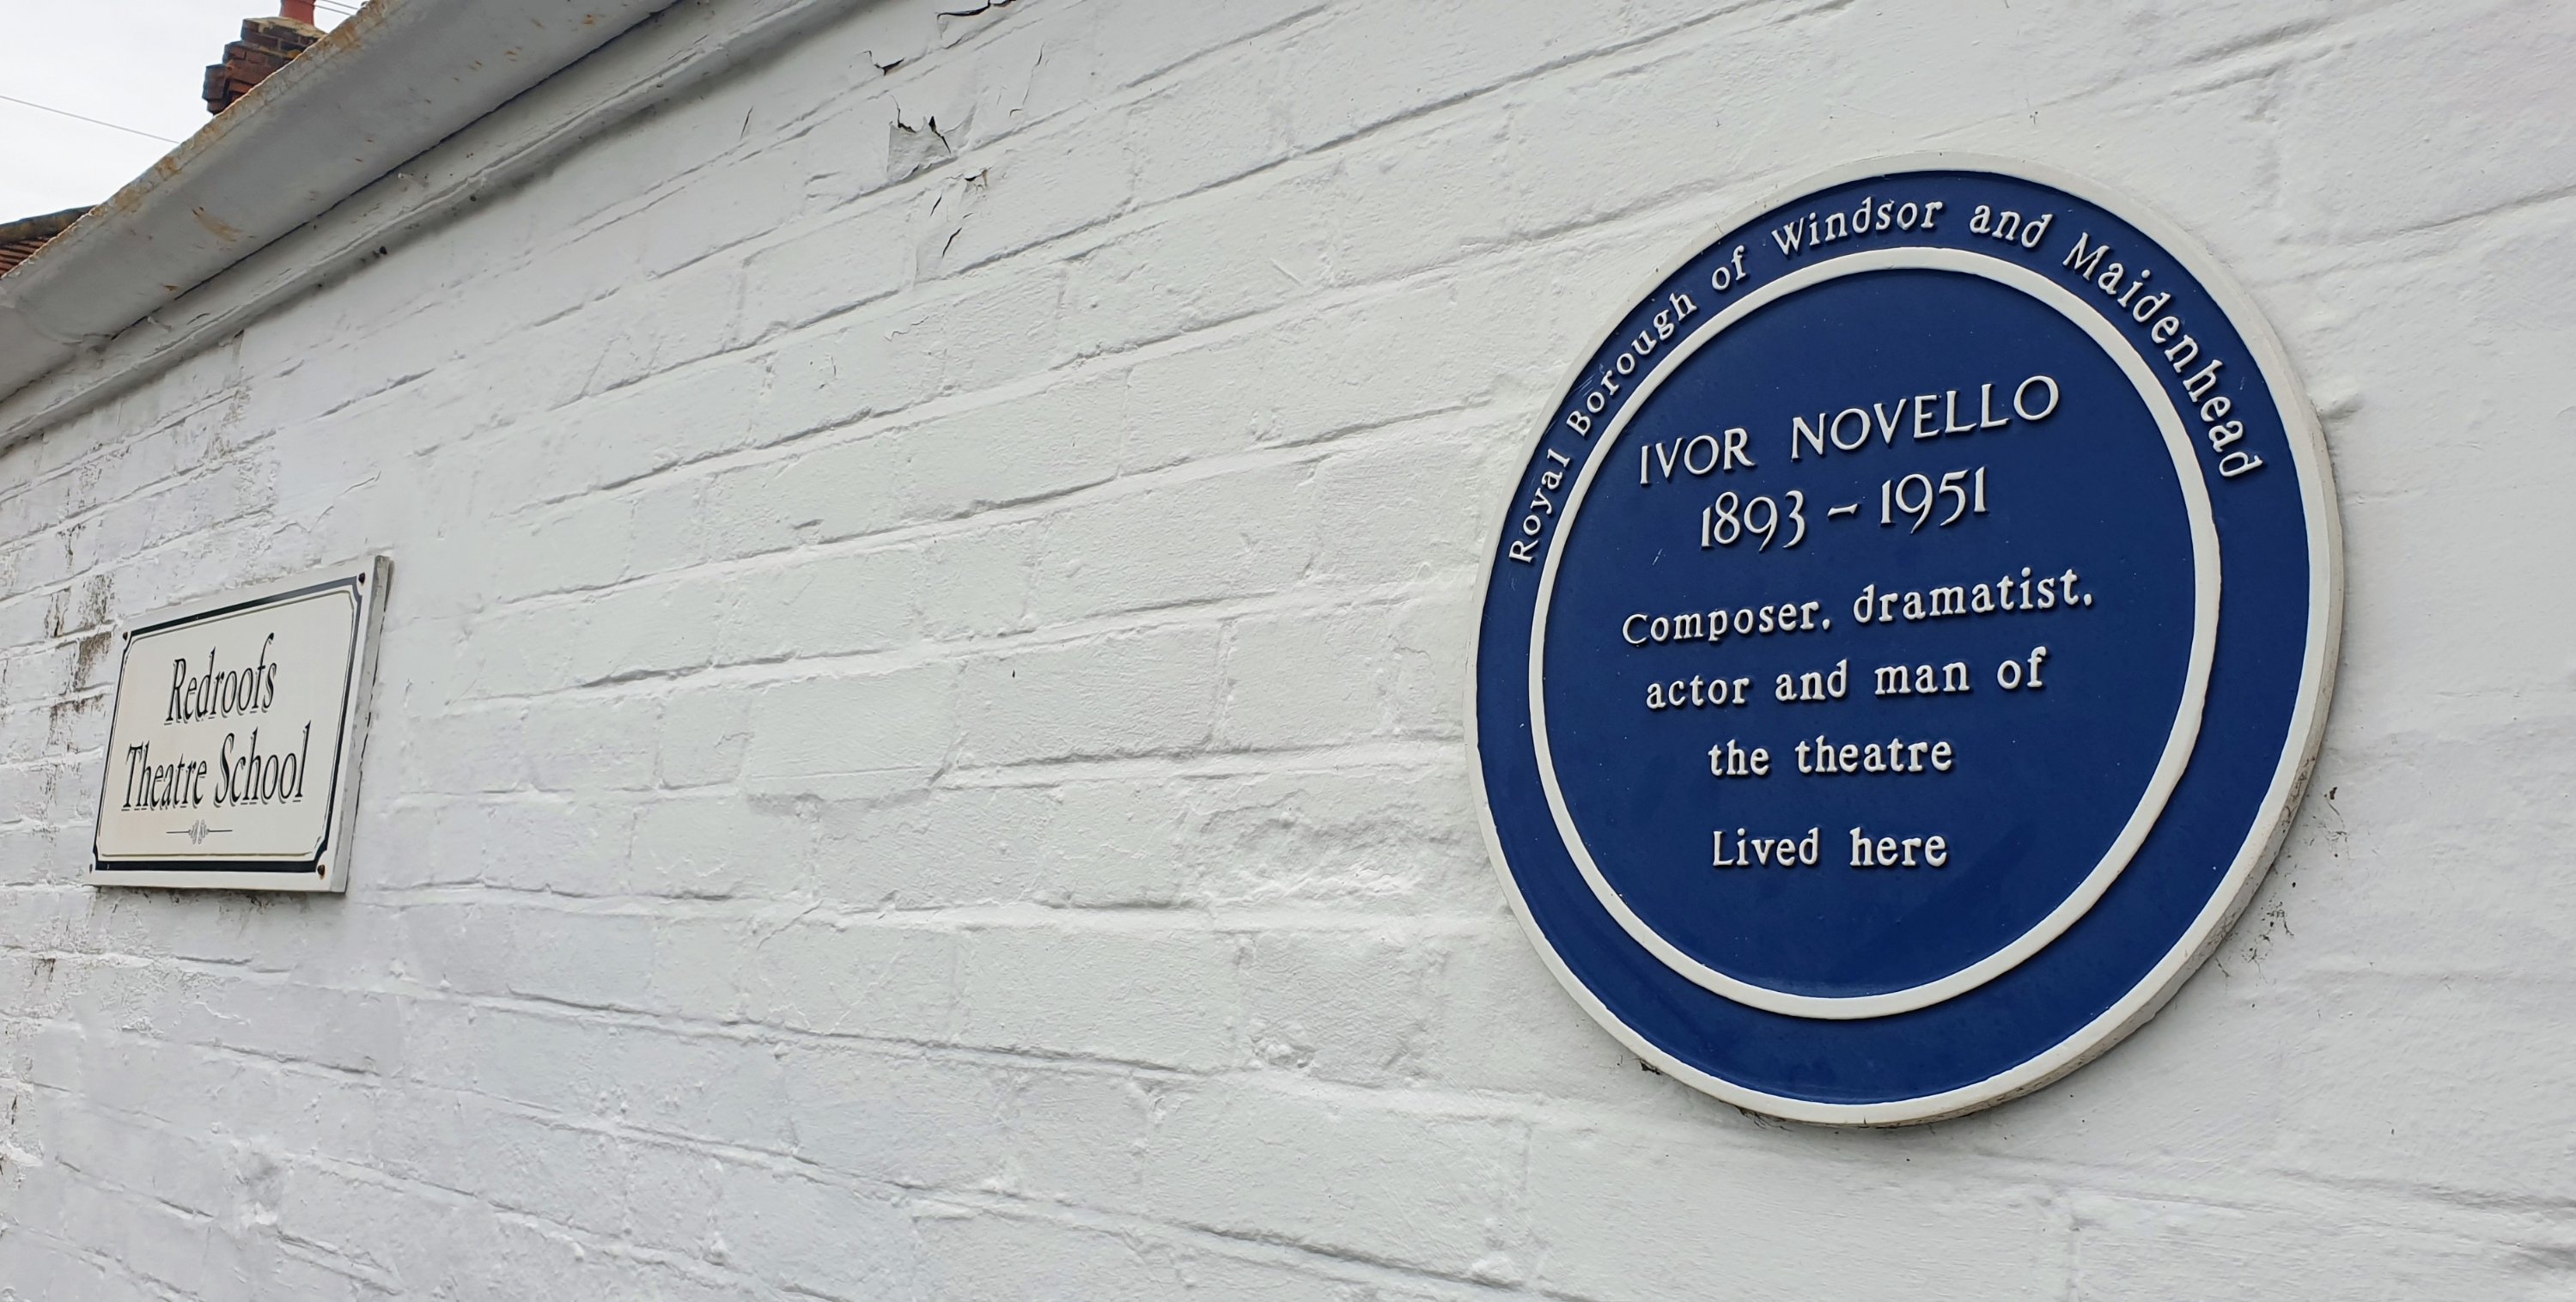 Redroofs
Theatre School
Royal Borough of Windsor and Maidenhead
IVOR NOVELLO
1893 - 1951
Composer, dramatist,
actor and man of
the theatre
Lived here